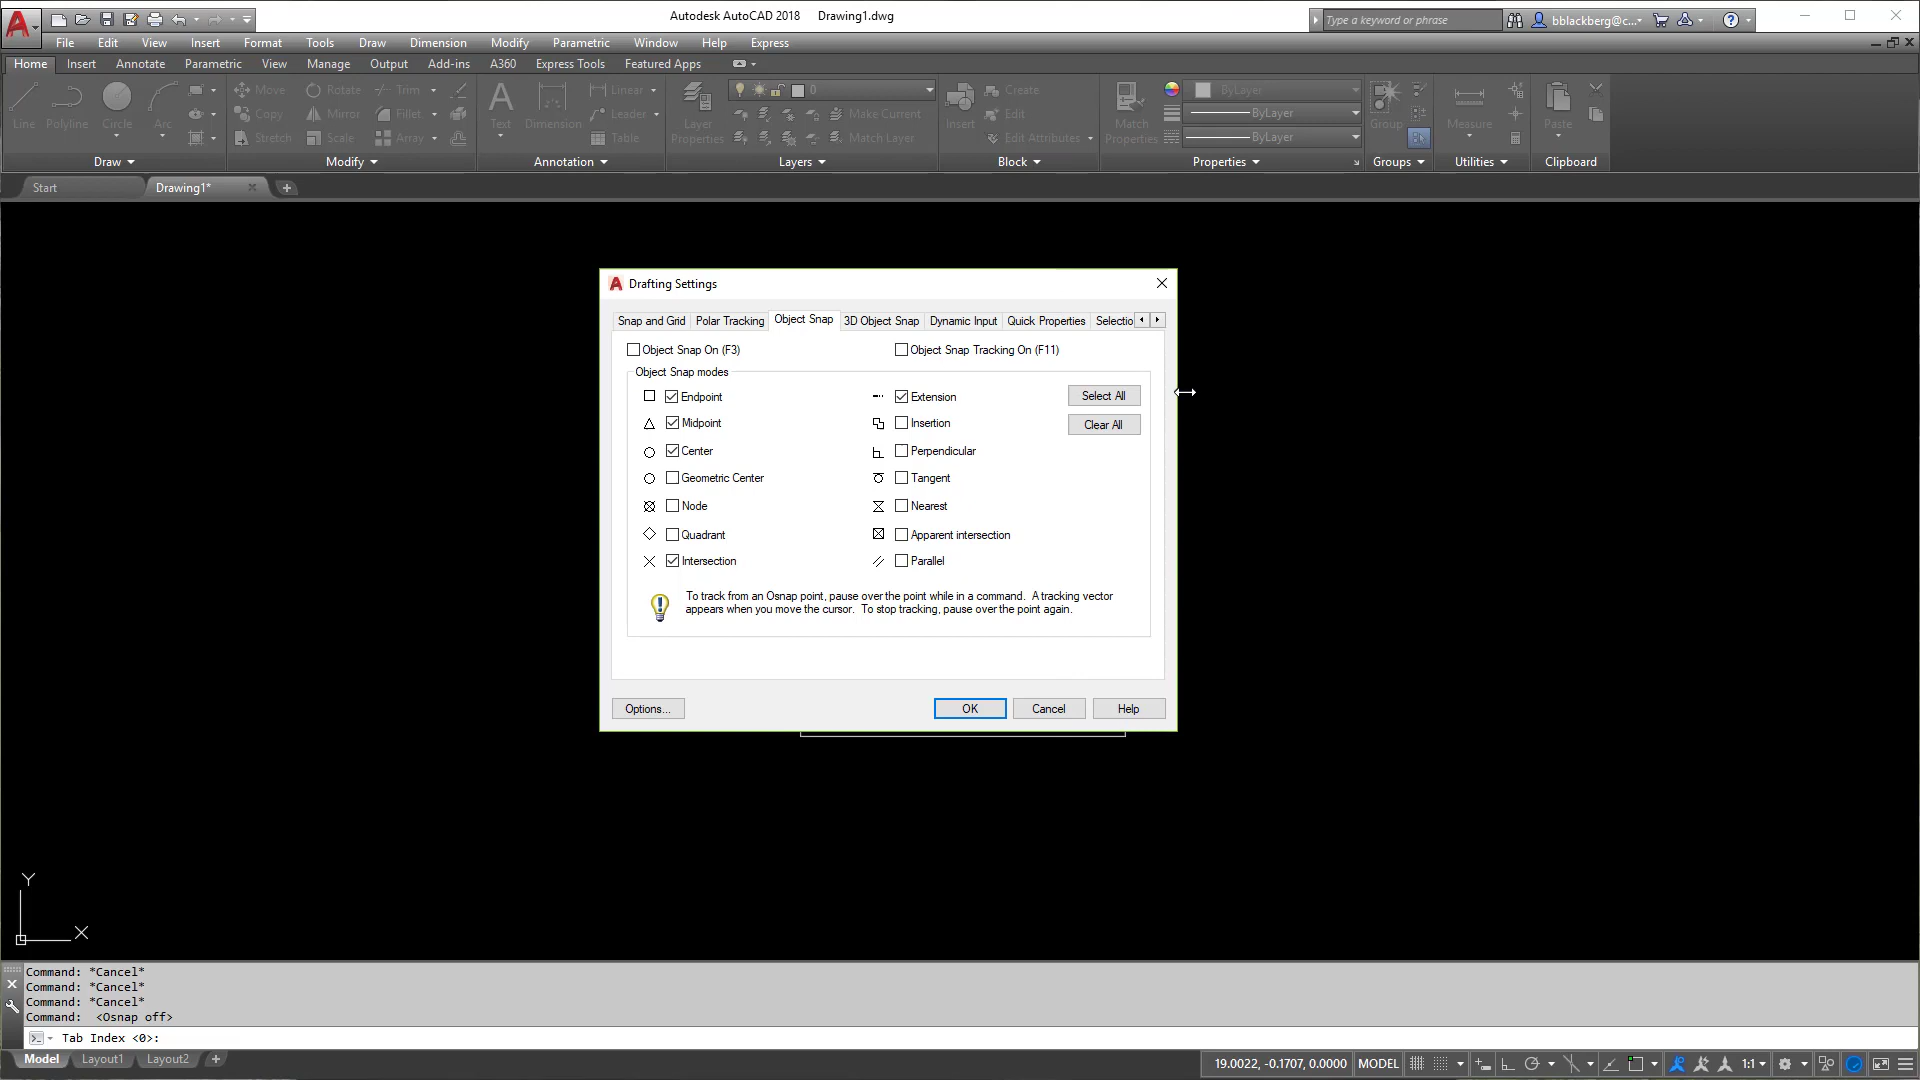 Autodesk AutoCAD 2018 Drawing1.dwg
Type a keyword or phrase
bblackberg@c...
File Edit View Insert Format Tools Draw Dimension Modify Parametric Window Help Express
Home Insert Annotate Parametric View Manage Output Add-ins A360 Express Tools Featured Apps
Line Polyline Circle Arc
Draw
Move Rotate Trim
Copy Mirror Fillet
Stretch Scale Array
Modify
Text Dimension
Linear
Leader
Table
Annotation
Layer Properties
0
Make Current
Match Layer
Layers
Insert
Create
Edit
Edit Attributes
Block
Match Properties
ByLayer
ByLayer
ByLayer
Properties
Group
Groups
Measure
Utilities
Paste
Clipboard
Start Drawing1*
Drafting Settings
Snap and Grid Polar Tracking Object Snap 3D Object Snap Dynamic Input Quick Properties Selectio
Object Snap On (F3) Object Snap Tracking On (F11)
Object Snap modes
Endpoint Extension Select All
Midpoint Insertion Clear All
Center Perpendicular
Geometric Center Tangent
Node Nearest
Quadrant Apparent intersection
Intersection Parallel
To track from an Osnap point, pause over the point while in a command. A tracking vector
appears when you move the cursor. To stop tracking, pause over the point again.
Options... OK Cancel Help
Y
X
Command: *Cancel*
Command: *Cancel*
Command: *Cancel*
Command: <Osnap off>
Tab Index <0>:
Model Layout1 Layout2
19.0022, -0.1707, 0.0000 MODEL 1:1